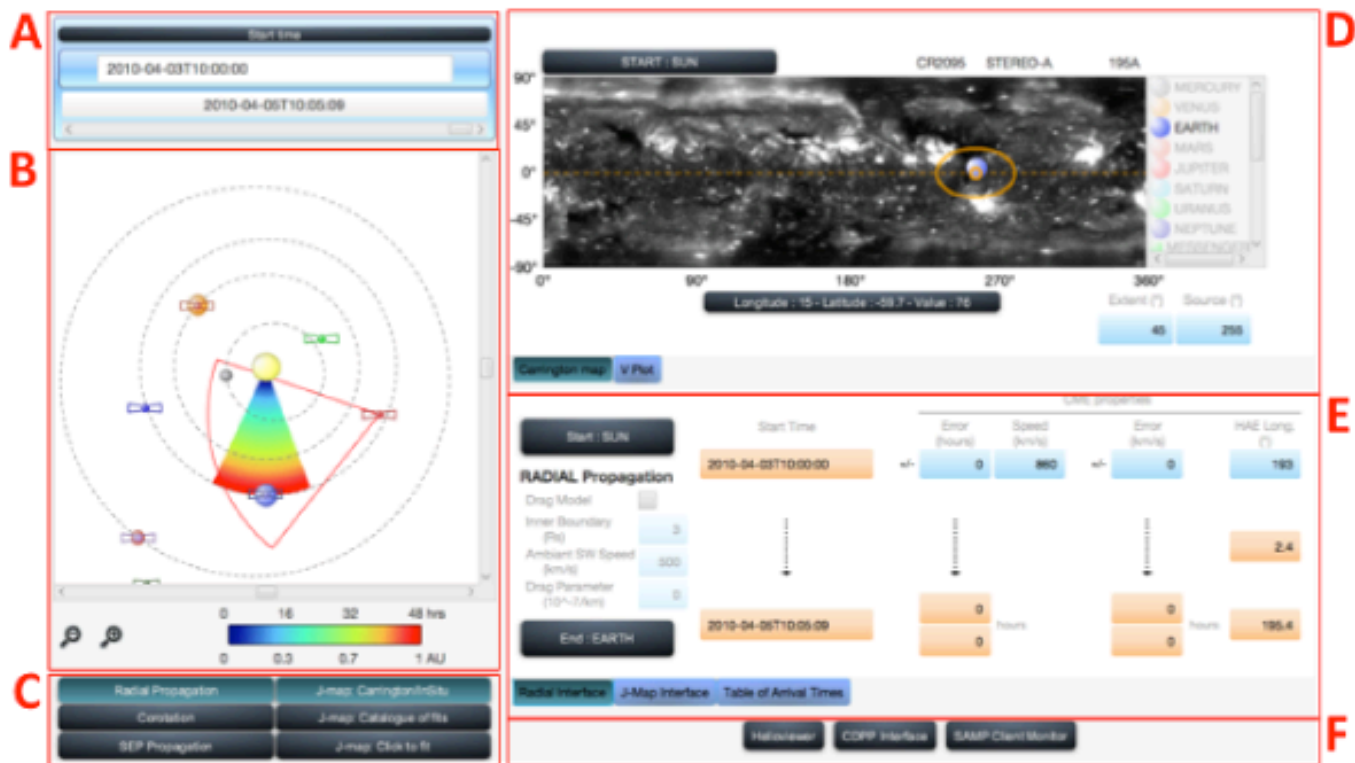 A
Start time
2010-04-03T10:00:00
2010-04-05T10:05:09
B
0 16 32 48 hrs
0 0.3 0.7 1 AU
C
Radial Propagation J-map: Carrington/InSitu
Corotation J-map: Catalogue of fits
SEP Propagation J-map: Click to fit
D
START : SUN CR2095 STEREO-A 195A
90°
45°
0°
-45°
-90°
0° 90° 180° 270° 360°
MERCURY
VENUS
EARTH
MARS
JUPITER
SATURN
URANUS
NEPTUNE
MESSENGER
Longitude : 15 - Latitude : -59.7 - Value : 76
Extent (°) Source (°)
45 255
Carrington map V Plot
E
CME properties
Start : SUN Start Time Error (hours) Speed (km/s) Error (km/s) HAE Long. (°)
2010-04-03T10:00:00 +/- 0 860 +/- 0 193
RADIAL Propagation
Drag Model
Inner Boundary (Rs) 3
Ambiant SW Speed (km/s) 500
Drag Parameter (10^-7/km) 0
2.4
End : EARTH 2010-04-05T10:05:09 0 hours 0 hours 195.4
0 0
Radial Interface J-Map Interface Table of Arrival Times
F
Helioviewer CDPP Interface SAMP Client Monitor